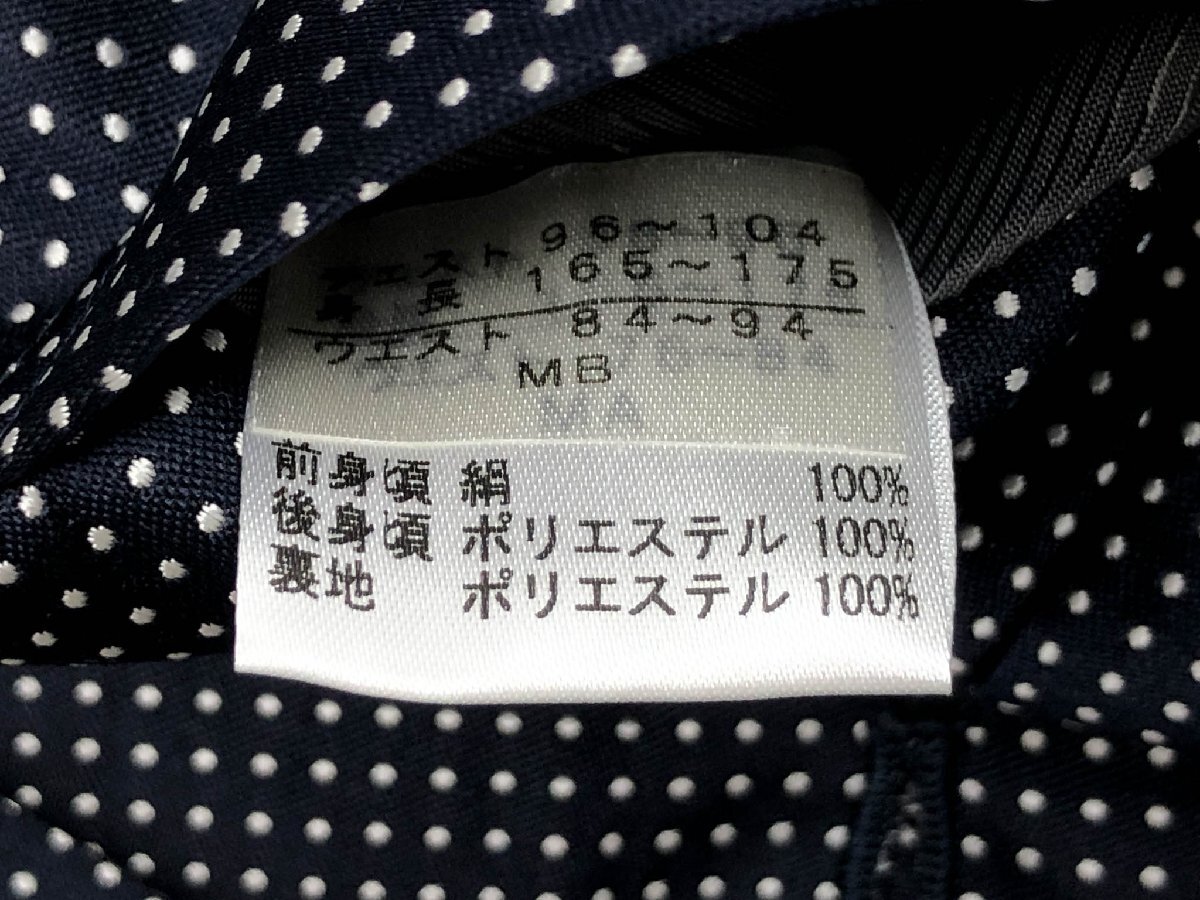 チエスト 96～104
身長 165～175
ウエスト 84～94
MB
前身頃 絹 100%
後身頃 ポリエステル 100%
裏地 ポリエステル 100%